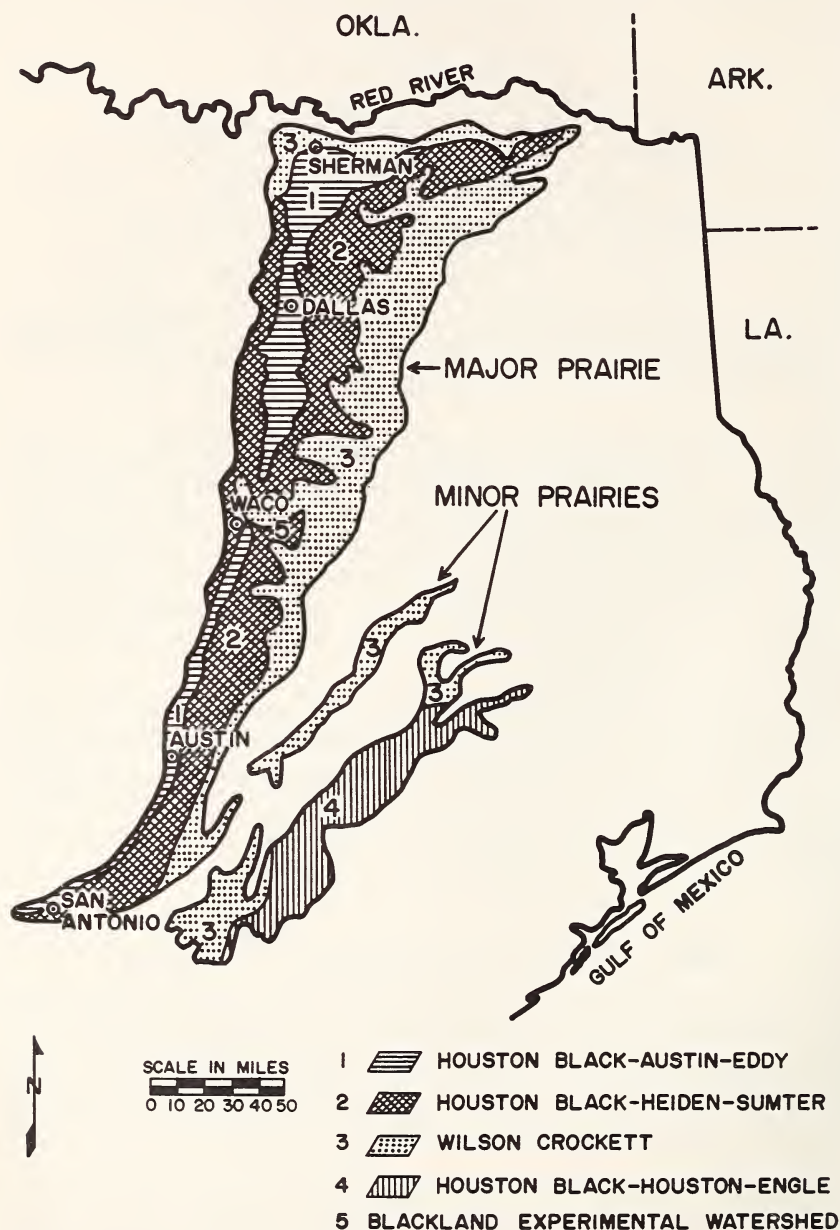 OKLA.
RED RIVER
ARK.
3
SHERMAN
3
1
2
DALLAS
LA.
MAJOR PRAIRIE
3
MINOR PRAIRIES
WACO
5
2
3
3
1
AUSTIN
4
SAN
ANTONIO
3
GULF OF MEXICO
N
SCALE IN MILES
0 10 20 30 40 50
1 HOUSTON BLACK-AUSTIN-EDDY
2 HOUSTON BLACK-HEIDEN-SUMTER
3 WILSON CROCKETT
4 HOUSTON BLACK-HOUSTON-ENGLE
5 BLACKLAND EXPERIMENTAL WATERSHED